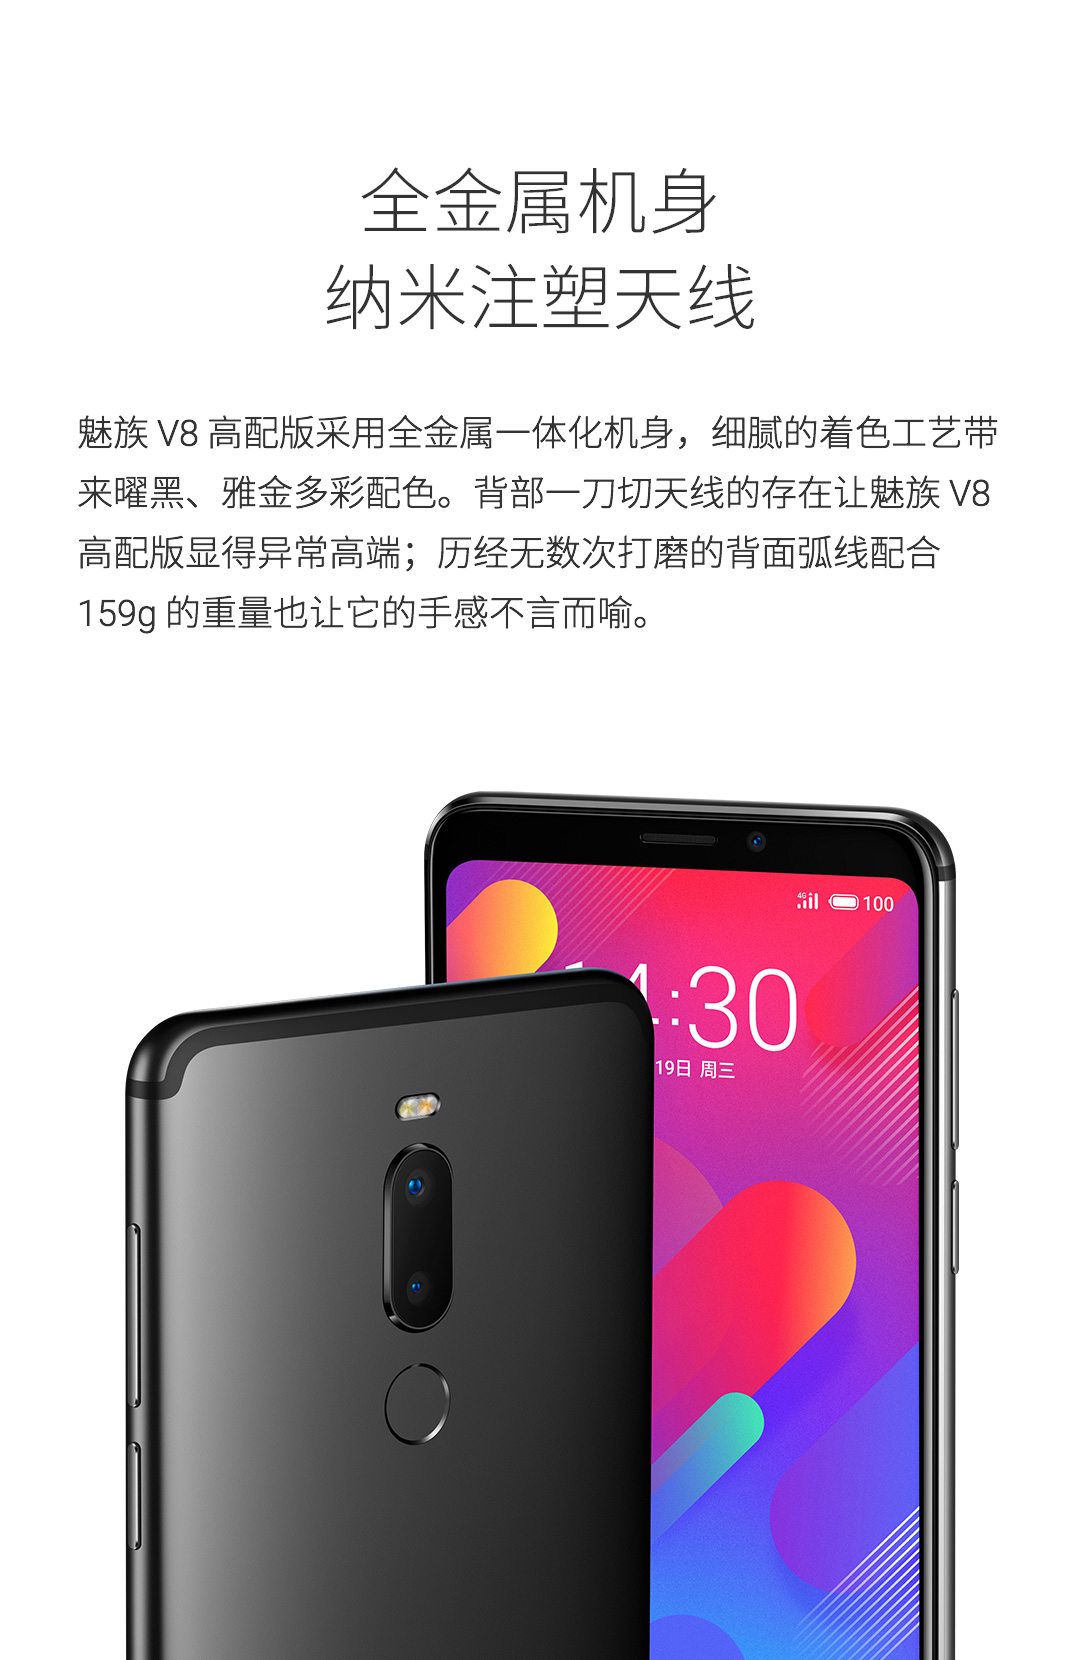 全金属机身
纳米注塑天线
魅族 V8 高配版采用全金属一体化机身，细腻的着色工艺带
来曜黑、雅金多彩配色。背部一刀切天线的存在让魅族 V8
高配版显得异常高端；历经无数次打磨的背面弧线配合
159g 的重量也让它的手感不言而喻。
4G 100
:30
19日 周三